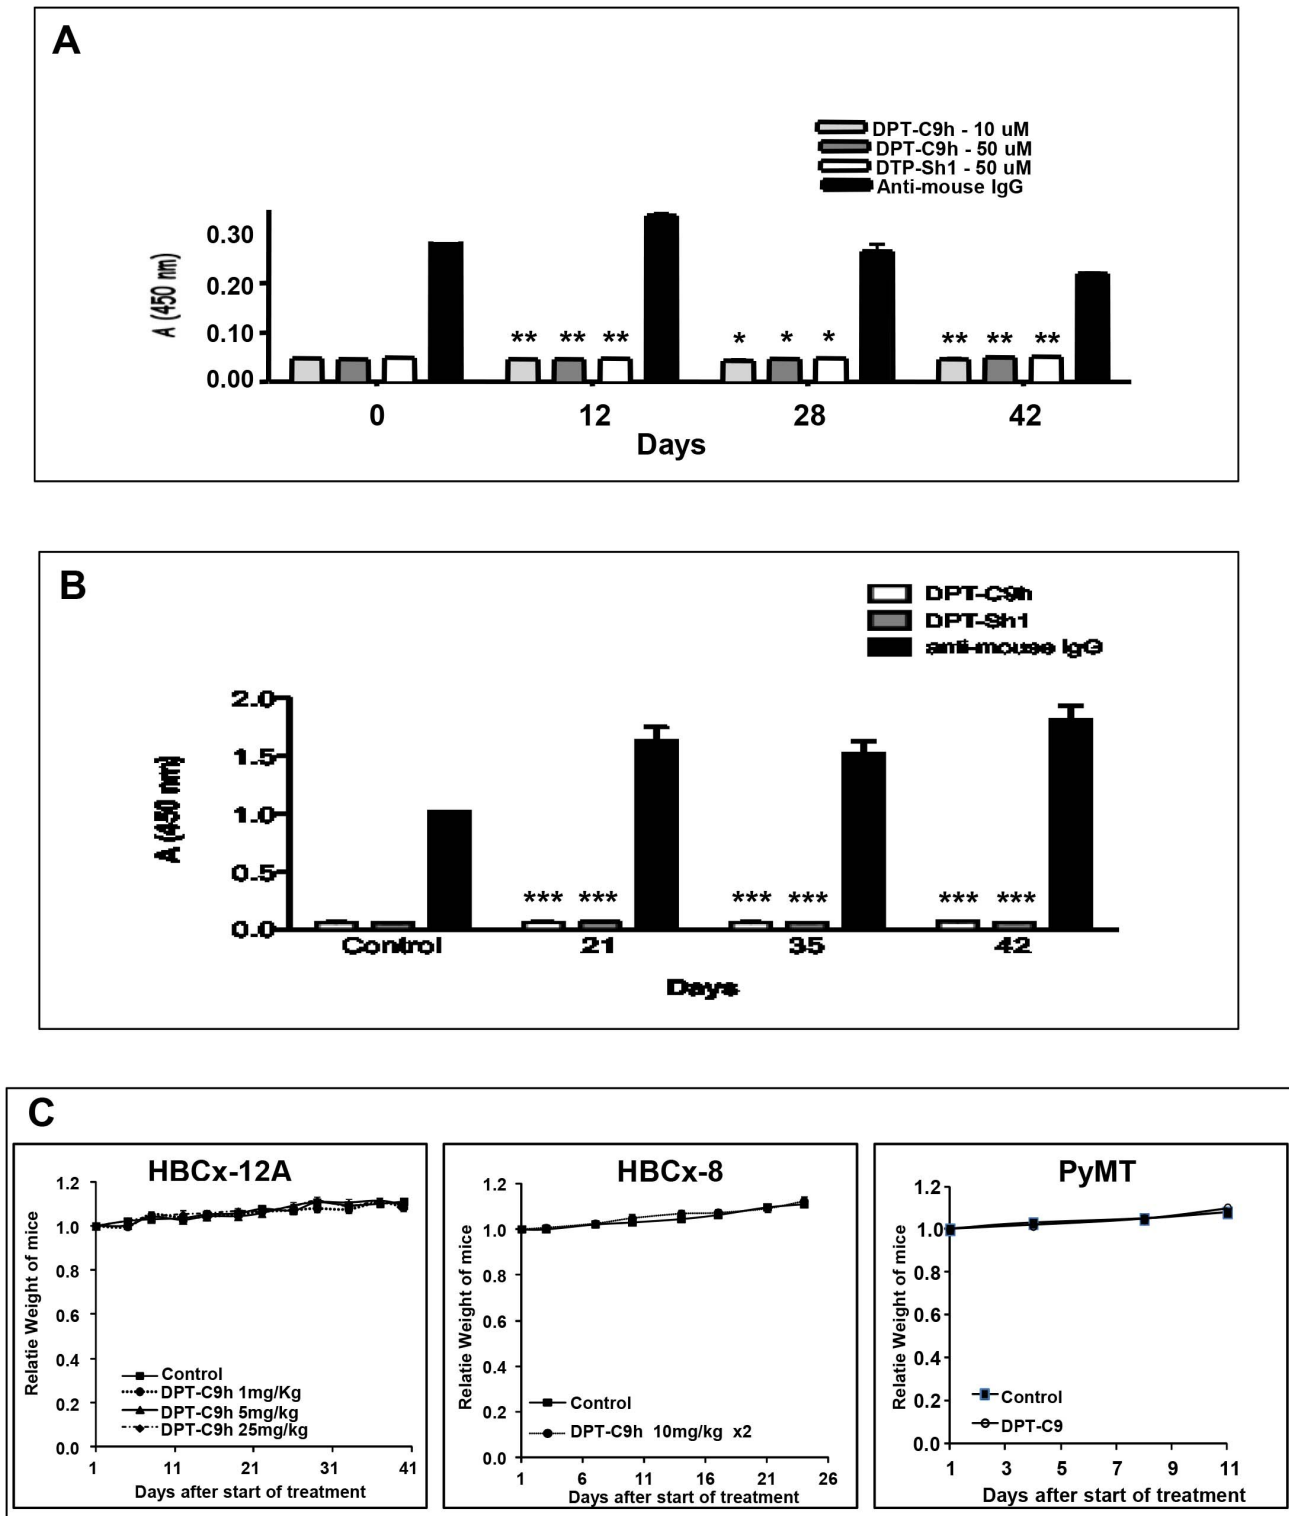 A
DPT-C9h - 10 uM
DPT-C9h - 50 uM
DTP-Sh1 - 50 uM
Anti-mouse IgG
A (450 nm)
0.30
0.20
0.10
0.00
** ** **
* * *
** ** **
0 12 28 42
Days
B
DPT-C9h
DPT-Sh1
anti-mouse IgG
A (450 nm)
2.0
1.5
1.0
0.5
0.0
*** ***
*** ***
*** ***
Control 21 35 42
Days
C
HBCx-12A
Relatie Weight of mice
1.2
1.0
0.8
0.6
0.4
0.2
0.0
Control
DPT-C9h 1mg/Kg
DPT-C9h 5mg/kg
DPT-C9h 25mg/kg
1 11 21 31 41
Days after start of treatment
HBCx-8
Relatie Weight of mice
1.2
1.0
0.8
0.6
0.4
0.2
0.0
Control
DPT-C9h 10mg/kg x2
1 6 11 16 21 26
Days after start of treatment
PyMT
Relatie Weight of mice
1.2
1.0
0.8
0.6
0.4
0.2
0.0
Control
DPT-C9
1 3 5 7 9 11
Days after start of treatment